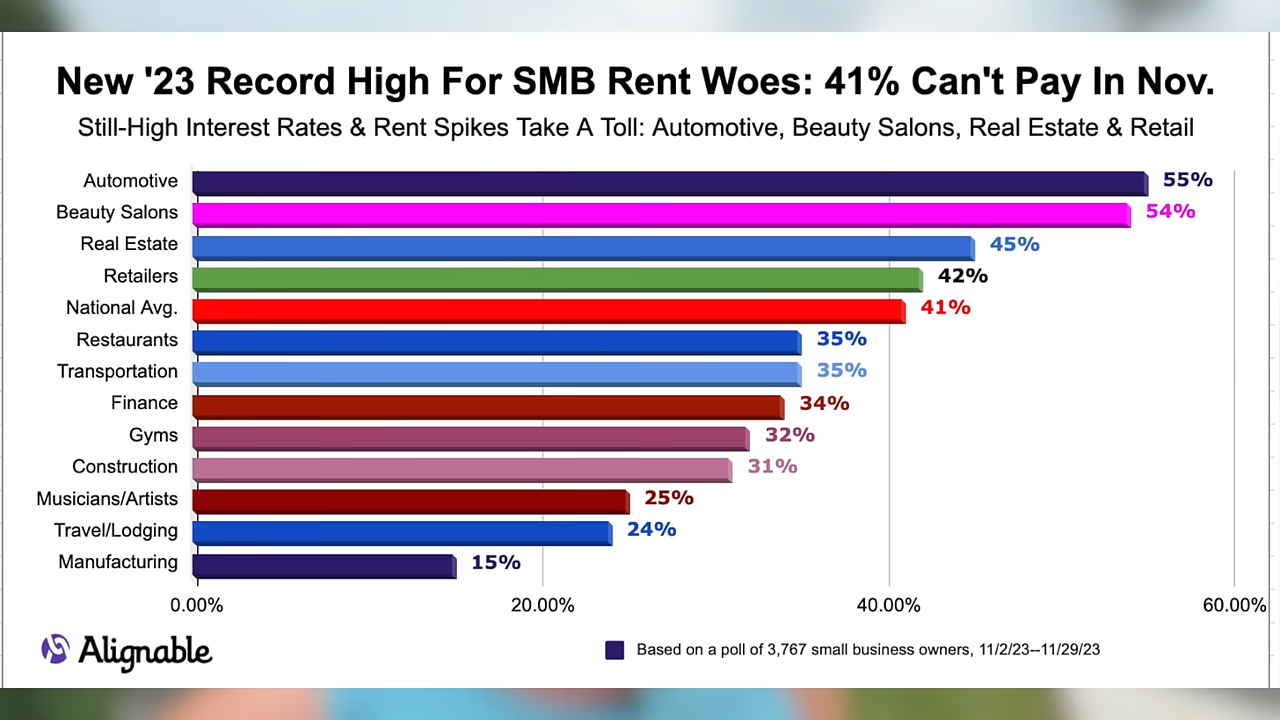 New '23 Record High For SMB Rent Woes: 41% Can't Pay In Nov.
Still-High Interest Rates & Rent Spikes Take A Toll: Automotive, Beauty Salons, Real Estate & Retail
Automotive 55%
Beauty Salons 54%
Real Estate 45%
Retailers 42%
National Avg. 41%
Restaurants 35%
Transportation 35%
Finance 34%
Gyms 32%
Construction 31%
Musicians/Artists 25%
Travel/Lodging 24%
Manufacturing 15%
0.00% 20.00% 40.00% 60.00%
Alignable
Based on a poll of 3,767 small business owners, 11/2/23--11/29/23